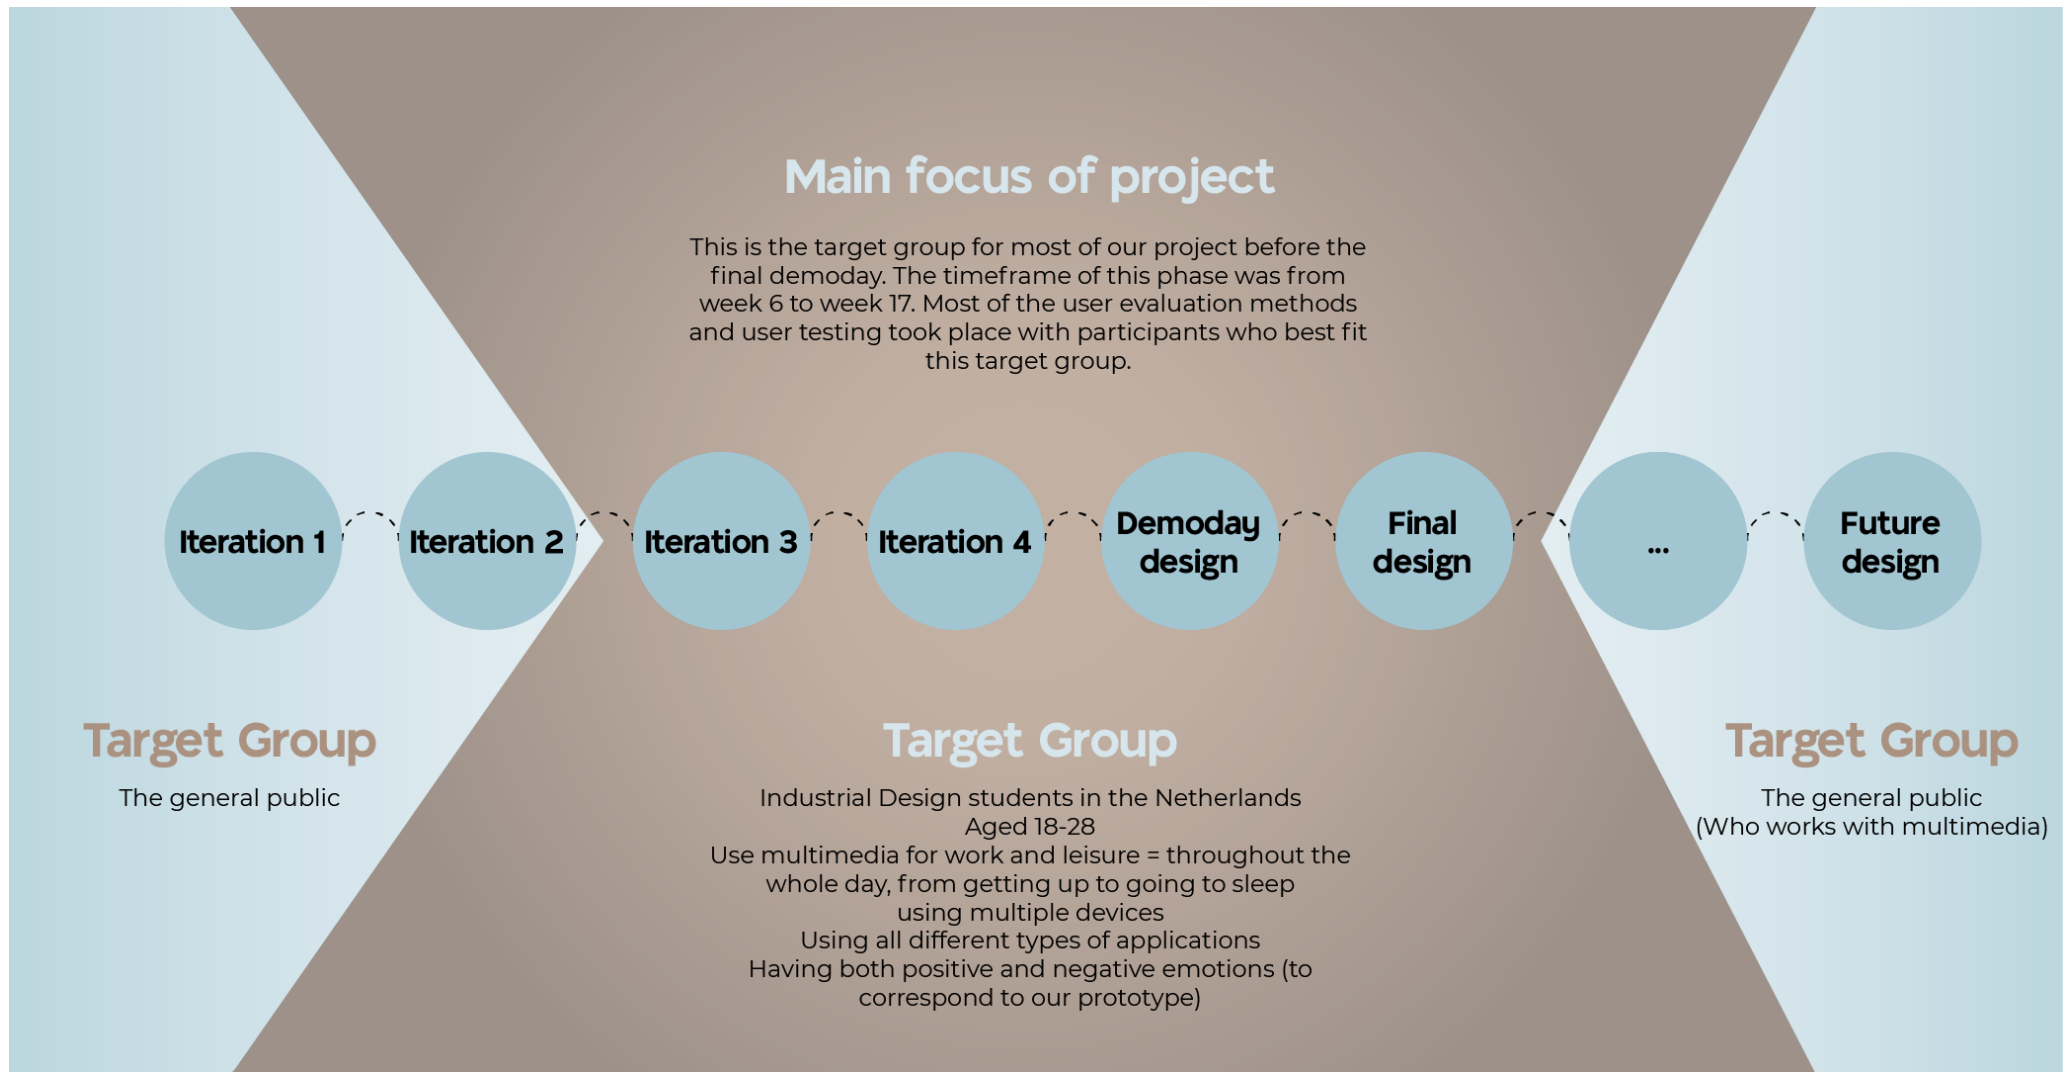 Main focus of project
This is the target group for most of our project before the
final demoday. The timeframe of this phase was from
week 6 to week 17. Most of the user evaluation methods
and user testing took place with participants who best fit
this target group.
Iteration 1
Iteration 2
Iteration 3
Iteration 4
Demoday
design
Final
design
...
Future
design
Target Group
The general public
Target Group
Industrial Design students in the Netherlands
Aged 18-28
Use multimedia for work and leisure = throughout the
whole day, from getting up to going to sleep
using multiple devices
Using all different types of applications
Having both positive and negative emotions (to
correspond to our prototype)
Target Group
The general public
(Who works with multimedia)